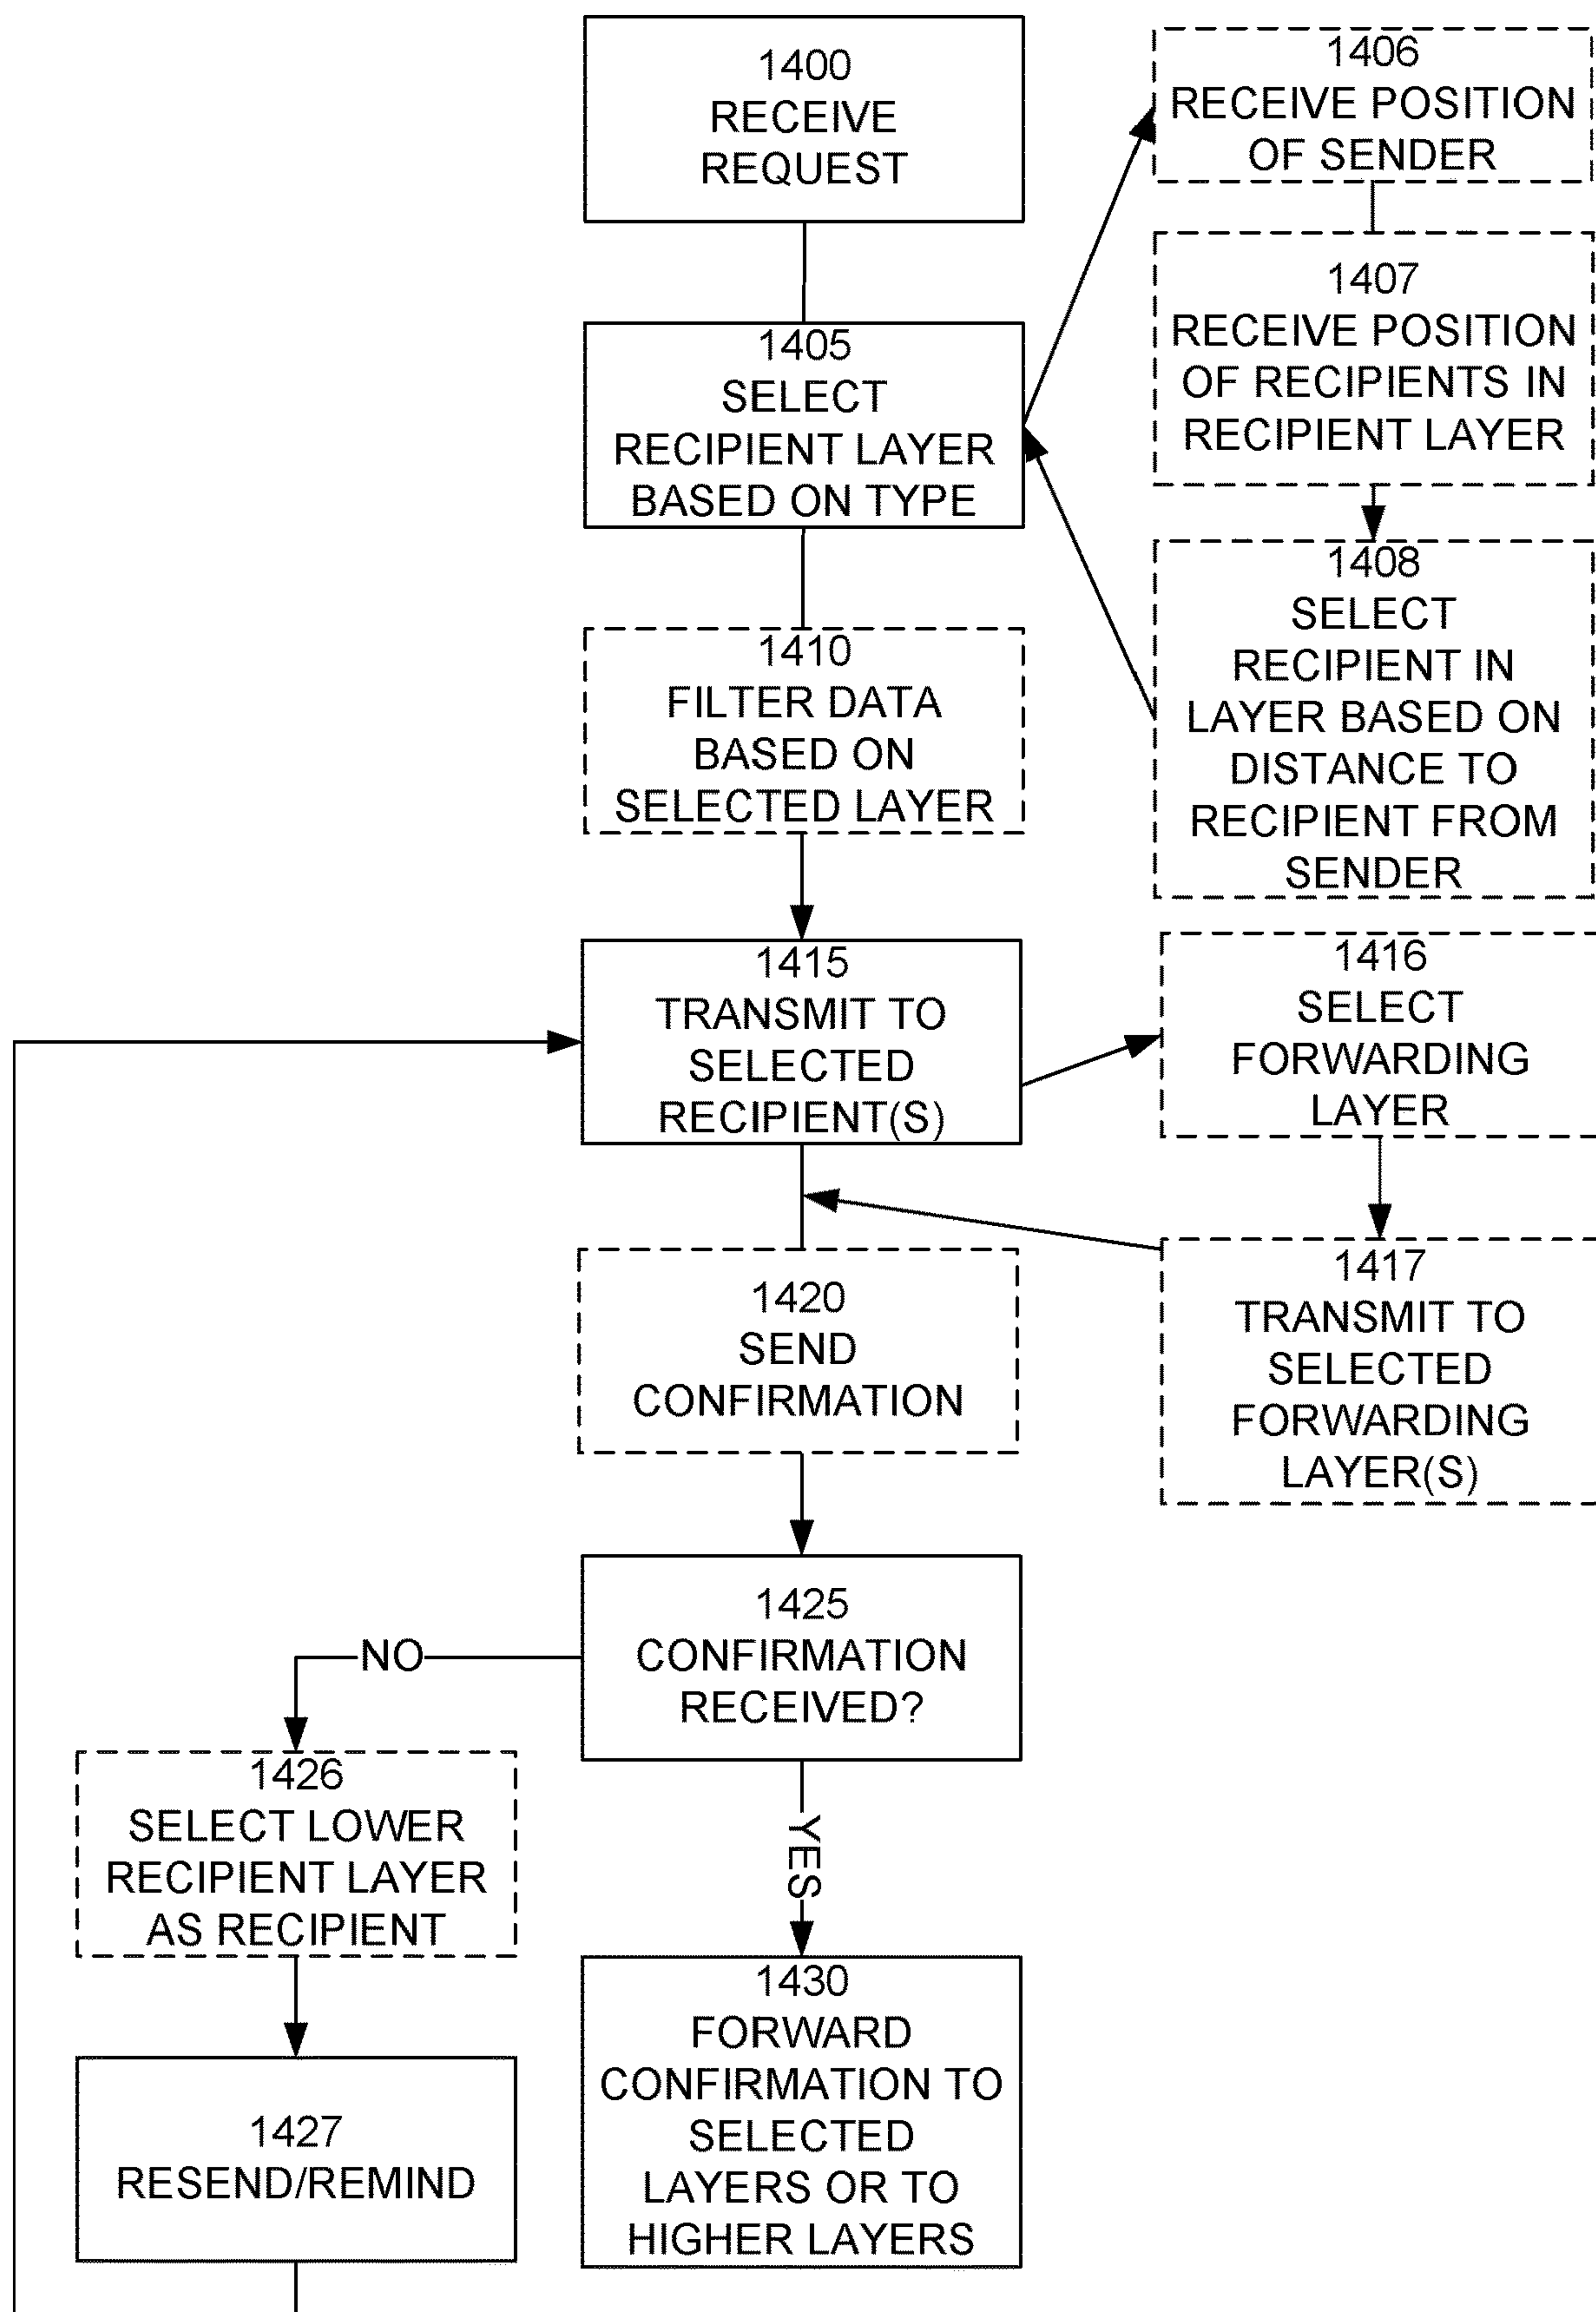 1400
RECEIVE
REQUEST
1405
SELECT
RECIPIENT LAYER
BASED ON TYPE
1406
RECEIVE POSITION
OF SENDER
1407
RECEIVE POSITION
OF RECIPIENTS IN
RECIPIENT LAYER
1408
SELECT
RECIPIENT IN
LAYER BASED ON
DISTANCE TO
RECIPIENT FROM
SENDER
1410
FILTER DATA
BASED ON
SELECTED LAYER
1415
TRANSMIT TO
SELECTED
RECIPIENT(S)
1416
SELECT
FORWARDING
LAYER
1417
TRANSMIT TO
SELECTED
FORWARDING
LAYER(S)
1420
SEND
CONFIRMATION
1425
CONFIRMATION
RECEIVED?
NO
1426
SELECT LOWER
RECIPIENT LAYER
AS RECIPIENT
1427
RESEND/REMIND
YES
1430
FORWARD
CONFIRMATION TO
SELECTED
LAYERS OR TO
HIGHER LAYERS